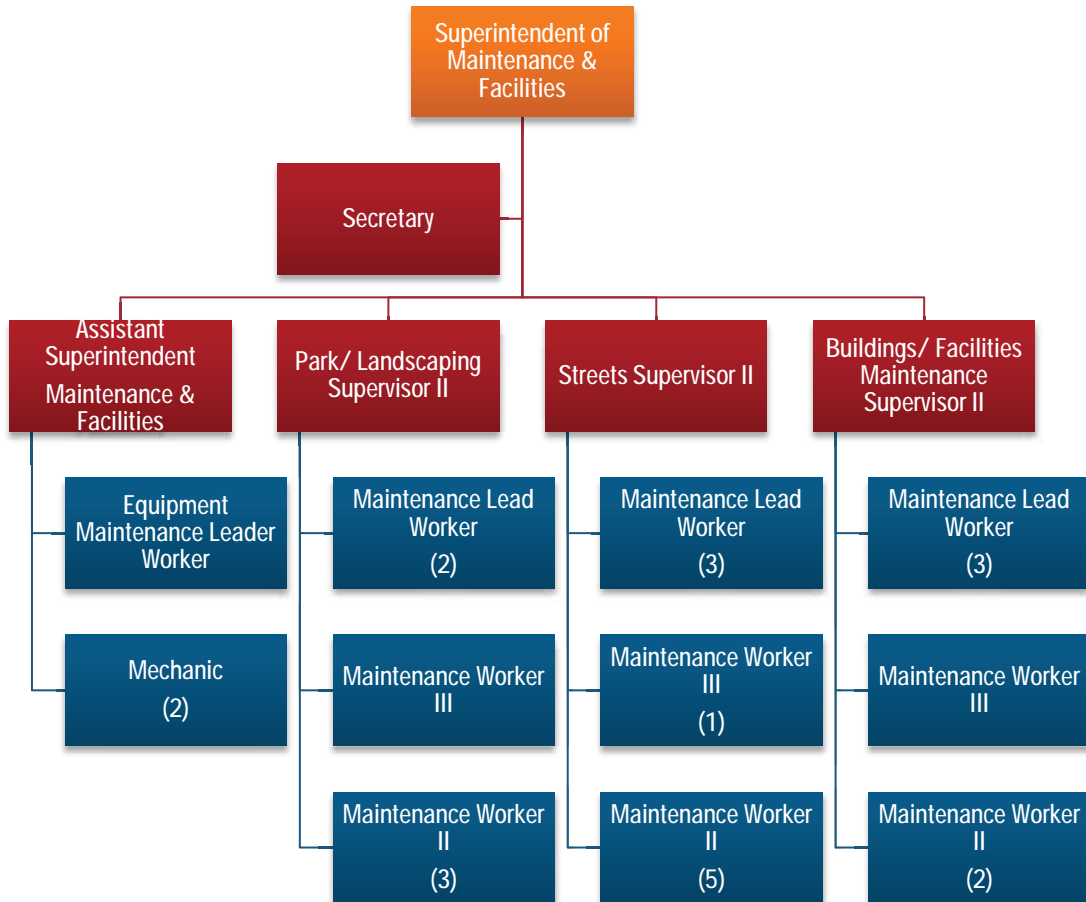 Superintendent of
Maintenance &
Facilities
Secretary
Assistant
Superintendent
Maintenance &
Facilities
Park/ Landscaping
Supervisor II
Streets Supervisor II
Buildings/ Facilities
Maintenance
Supervisor II
Equipment
Maintenance Leader
Worker
Maintenance Lead
Worker
(2)
Maintenance Lead
Worker
(3)
Maintenance Lead
Worker
(3)
Mechanic
(2)
Maintenance Worker
III
Maintenance Worker
III
(1)
Maintenance Worker
III
Maintenance Worker
II
(3)
Maintenance Worker
II
(5)
Maintenance Worker
II
(2)